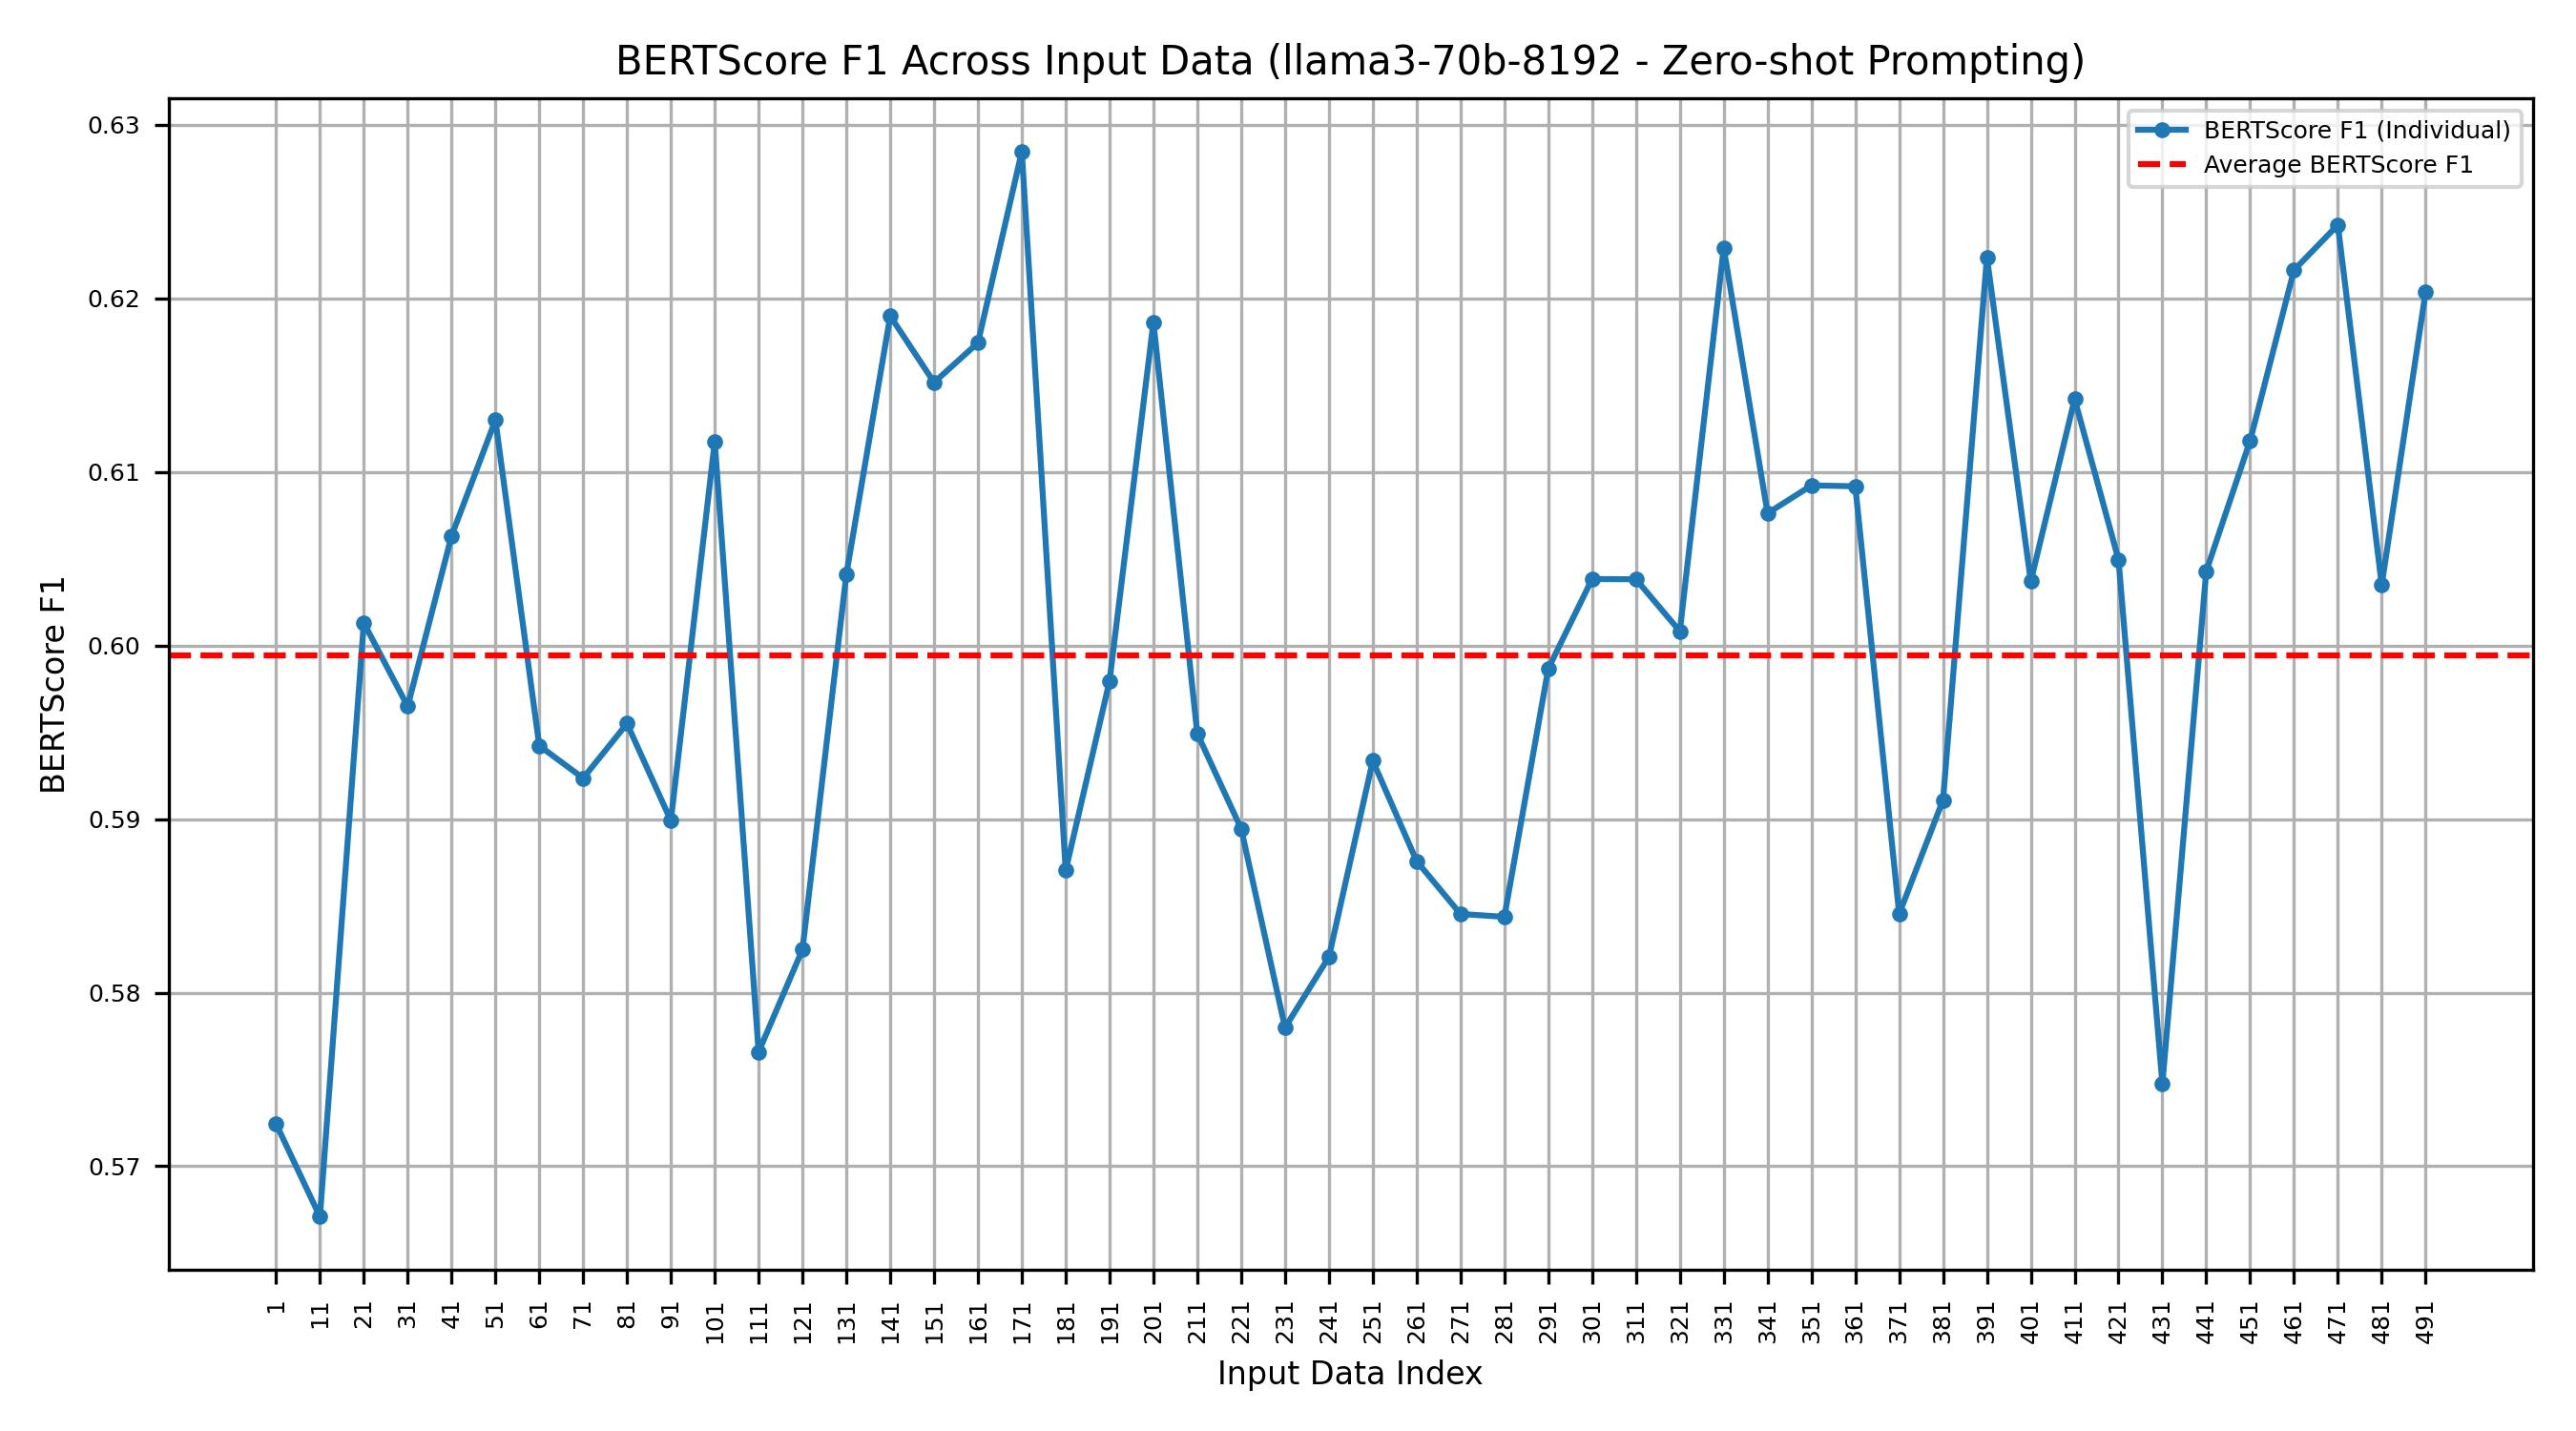 BERTScore F1 Across Input Data (llama3-70b-8192 - Zero-shot Prompting)
BERTScore F1 (Individual)
Average BERTScore F1
0.63
0.62
0.61
0.60
0.59
0.58
0.57
BERTScore F1
1 11 21 31 41 51 61 71 81 91 101 111 121 131 141 151 161 171 181 191 201 211 221 231 241 251 261 271 281 291 301 311 321 331 341 351 361 371 381 391 401 411 421 431 441 451 461 471 481 491
Input Data Index